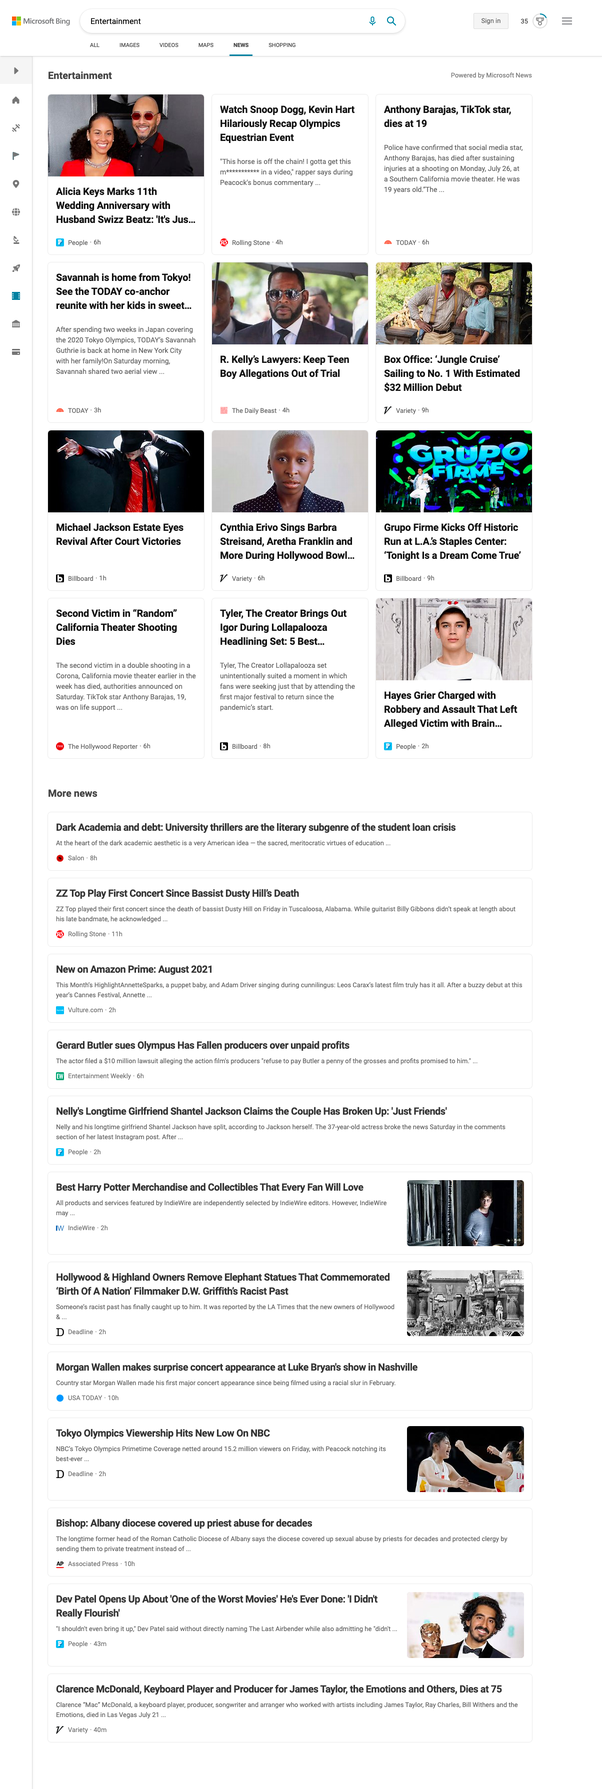 Microsoft Bing
Entertainment
Sign in
35
ALL IMAGES VIDEOS MAPS NEWS SHOPPING
Entertainment
Powered by Microsoft News
Alicia Keys Marks 11th
Wedding Anniversary with
Husband Swizz Beatz: 'It's Jus...
People · 6h
Watch Snoop Dogg, Kevin Hart
Hilariously Recap Olympics
Equestrian Event
"This horse is off the chain! I gotta get this
m*********** in a video," rapper says during
Peacock's bonus commentary ...
Rolling Stone · 4h
Anthony Barajas, TikTok star,
dies at 19
Police have confirmed that social media star,
Anthony Barajas, has died after sustaining
injuries at a shooting on Monday, July 26, at
a Southern California movie theater. He was
19 years old."The ...
TODAY · 6h
Savannah is home from Tokyo!
See the TODAY co-anchor
reunite with her kids in sweet...
After spending two weeks in Japan covering
the 2020 Tokyo Olympics, TODAY's Savannah
Guthrie is back at home in New York City
with her family!On Saturday morning,
Savannah shared two aerial view ...
TODAY · 3h
R. Kelly's Lawyers: Keep Teen
Boy Allegations Out of Trial
The Daily Beast · 4h
Box Office: 'Jungle Cruise'
Sailing to No. 1 With Estimated
$32 Million Debut
Variety · 9h
Michael Jackson Estate Eyes
Revival After Court Victories
Billboard · 1h
Cynthia Erivo Sings Barbra
Streisand, Aretha Franklin and
More During Hollywood Bowl...
Variety · 6h
GRUPO
FIRME
Grupo Firme Kicks Off Historic
Run at L.A.'s Staples Center:
'Tonight Is a Dream Come True'
Billboard · 9h
Second Victim in "Random"
California Theater Shooting
Dies
The second victim in a double shooting in a
Corona, California movie theater earlier in the
week has died, authorities announced on
Saturday. TikTok star Anthony Barajas, 19,
was on life support ...
The Hollywood Reporter · 6h
Tyler, The Creator Brings Out
Igor During Lollapalooza
Headlining Set: 5 Best...
Tyler, The Creator Lollapalooza set
unintentionally suited a moment in which
fans were seeking just that by attending the
first major festival to return since the
pandemic's start.
Billboard · 8h
Hayes Grier Charged with
Robbery and Assault That Left
Alleged Victim with Brain...
People · 2h
More news
Dark Academia and debt: University thrillers are the literary subgenre of the student loan crisis
At the heart of the dark academic aesthetic is a very American idea — the sacred, meritocratic virtues of education ...
Salon · 8h
ZZ Top Play First Concert Since Bassist Dusty Hill's Death
ZZ Top played their first concert since the death of bassist Dusty Hill on Friday in Tuscaloosa, Alabama. While guitarist Billy Gibbons didn't speak at length about
his late bandmate, he acknowledged ...
Rolling Stone · 11h
New on Amazon Prime: August 2021
This Month's HighlightAnnetteSparks, a puppet baby, and Adam Driver singing during cunnilingus: Leos Carax's latest film truly has it all. After a buzzy debut at this
year's Cannes Festival, Annette ...
Vulture.com · 2h
Gerard Butler sues Olympus Has Fallen producers over unpaid profits
The actor filed a $10 million lawsuit alleging the action film's producers "refuse to pay Butler a penny of the grosses and profits promised to him." ...
Entertainment Weekly · 6h
Nelly's Longtime Girlfriend Shantel Jackson Claims the Couple Has Broken Up: 'Just Friends'
Nelly and his longtime girlfriend Shantel Jackson have split, according to Jackson herself. The 37-year-old actress broke the news Saturday in the comments
section of her latest Instagram post. After ...
People · 2h
Best Harry Potter Merchandise and Collectibles That Every Fan Will Love
All products and services featured by IndieWire are independently selected by IndieWire editors. However, IndieWire
may ...
IndieWire · 2h
Hollywood & Highland Owners Remove Elephant Statues That Commemorated
'Birth Of A Nation' Filmmaker D.W. Griffith's Racist Past
Someone's racist past has finally caught up to him. It was reported by the LA Times that the new owners of Hollywood
& ...
Deadline · 2h
Morgan Wallen makes surprise concert appearance at Luke Bryan's show in Nashville
Country star Morgan Wallen made his first major concert appearance since being filmed using a racial slur in February.
USA TODAY · 10h
Tokyo Olympics Viewership Hits New Low On NBC
NBC's Tokyo Olympics Primetime Coverage netted around 15.2 million viewers on Friday, with Peacock notching its
best-ever ...
Deadline · 2h
Bishop: Albany diocese covered up priest abuse for decades
The longtime former head of the Roman Catholic Diocese of Albany says the diocese covered up sexual abuse by priests for decades and protected clergy by
sending them to private treatment instead of ...
Associated Press · 10h
Dev Patel Opens Up About 'One of the Worst Movies' He's Ever Done: 'I Didn't
Really Flourish'
"I shouldn't even bring it up," Dev Patel said without directly naming The Last Airbender while also admitting he "didn't ...
People · 43m
Clarence McDonald, Keyboard Player and Producer for James Taylor, the Emotions and Others, Dies at 75
Clarence "Mac" McDonald, a keyboard player, producer, songwriter and arranger who worked with artists including James Taylor, Ray Charles, Bill Withers and the
Emotions, died in Las Vegas July 21 ...
Variety · 40m